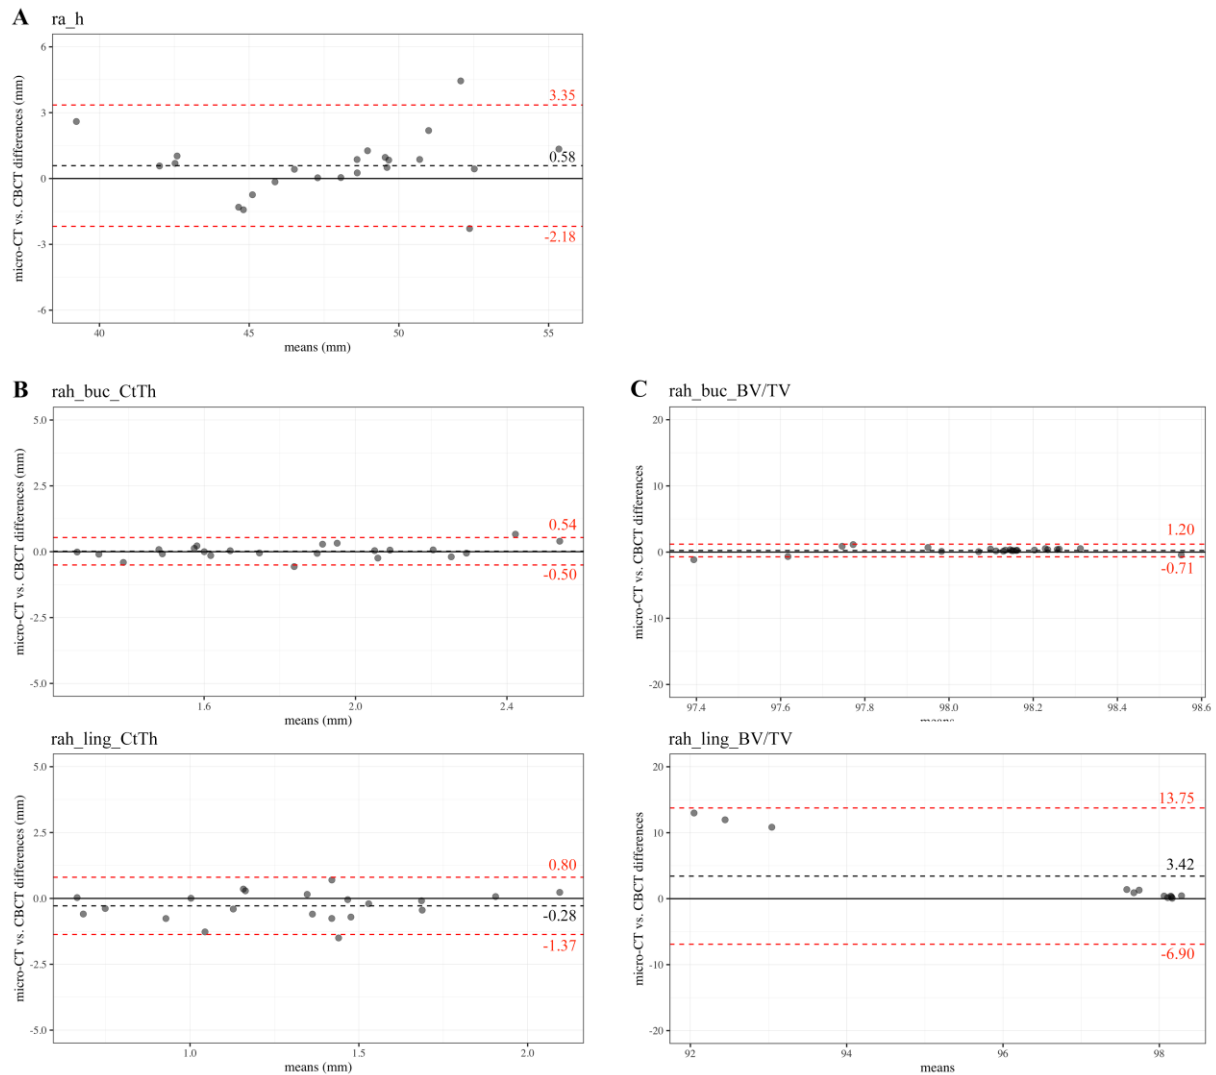 A ra_h
micro-CT vs. CBCT differences (mm)
6
3
0
-3
-6
3.35
0.58
-2.18
40 45 50 55
means (mm)
B rah_buc_CtTh
micro-CT vs. CBCT differences (mm)
5.0
2.5
0.0
-2.5
-5.0
0.54
-0.50
1.6 2.0 2.4
means (mm)
C rah_buc_BV/TV
micro-CT vs. CBCT differences
20
10
0
-10
-20
1.20
-0.71
97.4 97.6 97.8 98.0 98.2 98.4 98.6
means
rah_ling_CtTh
micro-CT vs. CBCT differences (mm)
5.0
2.5
0.0
-2.5
-5.0
0.80
-0.28
-1.37
1.0 1.5 2.0
means (mm)
rah_ling_BV/TV
micro-CT vs. CBCT differences
20
10
0
-10
-20
13.75
3.42
-6.90
92 94 96 98
means